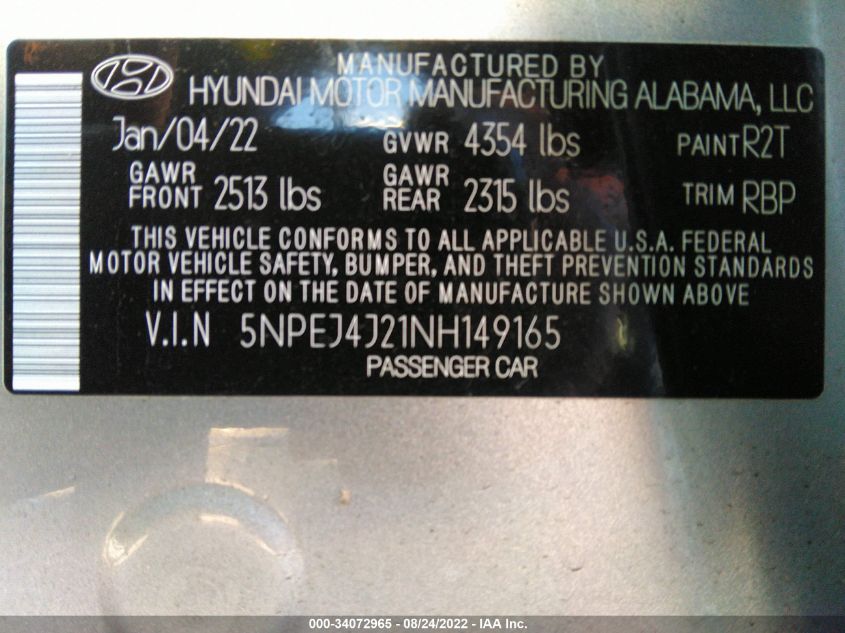 MANUFACTURED BY
HYUNDAI MOTOR MANUFACTURING ALABAMA, LLC
Jan/04/22 GVWR 4354 lbs PAINT R2T
GAWR FRONT 2513 lbs GAWR REAR 2315 lbs TRIM RBP
THIS VEHICLE CONFORMS TO ALL APPLICABLE U.S.A. FEDERAL
MOTOR VEHICLE SAFETY, BUMPER, AND THEFT PREVENTION STANDARDS
IN EFFECT ON THE DATE OF MANUFACTURE SHOWN ABOVE
V.I.N 5NPEJ4J21NH149165
PASSENGER CAR
000-34072965 - 08/24/2022 - IAA Inc.